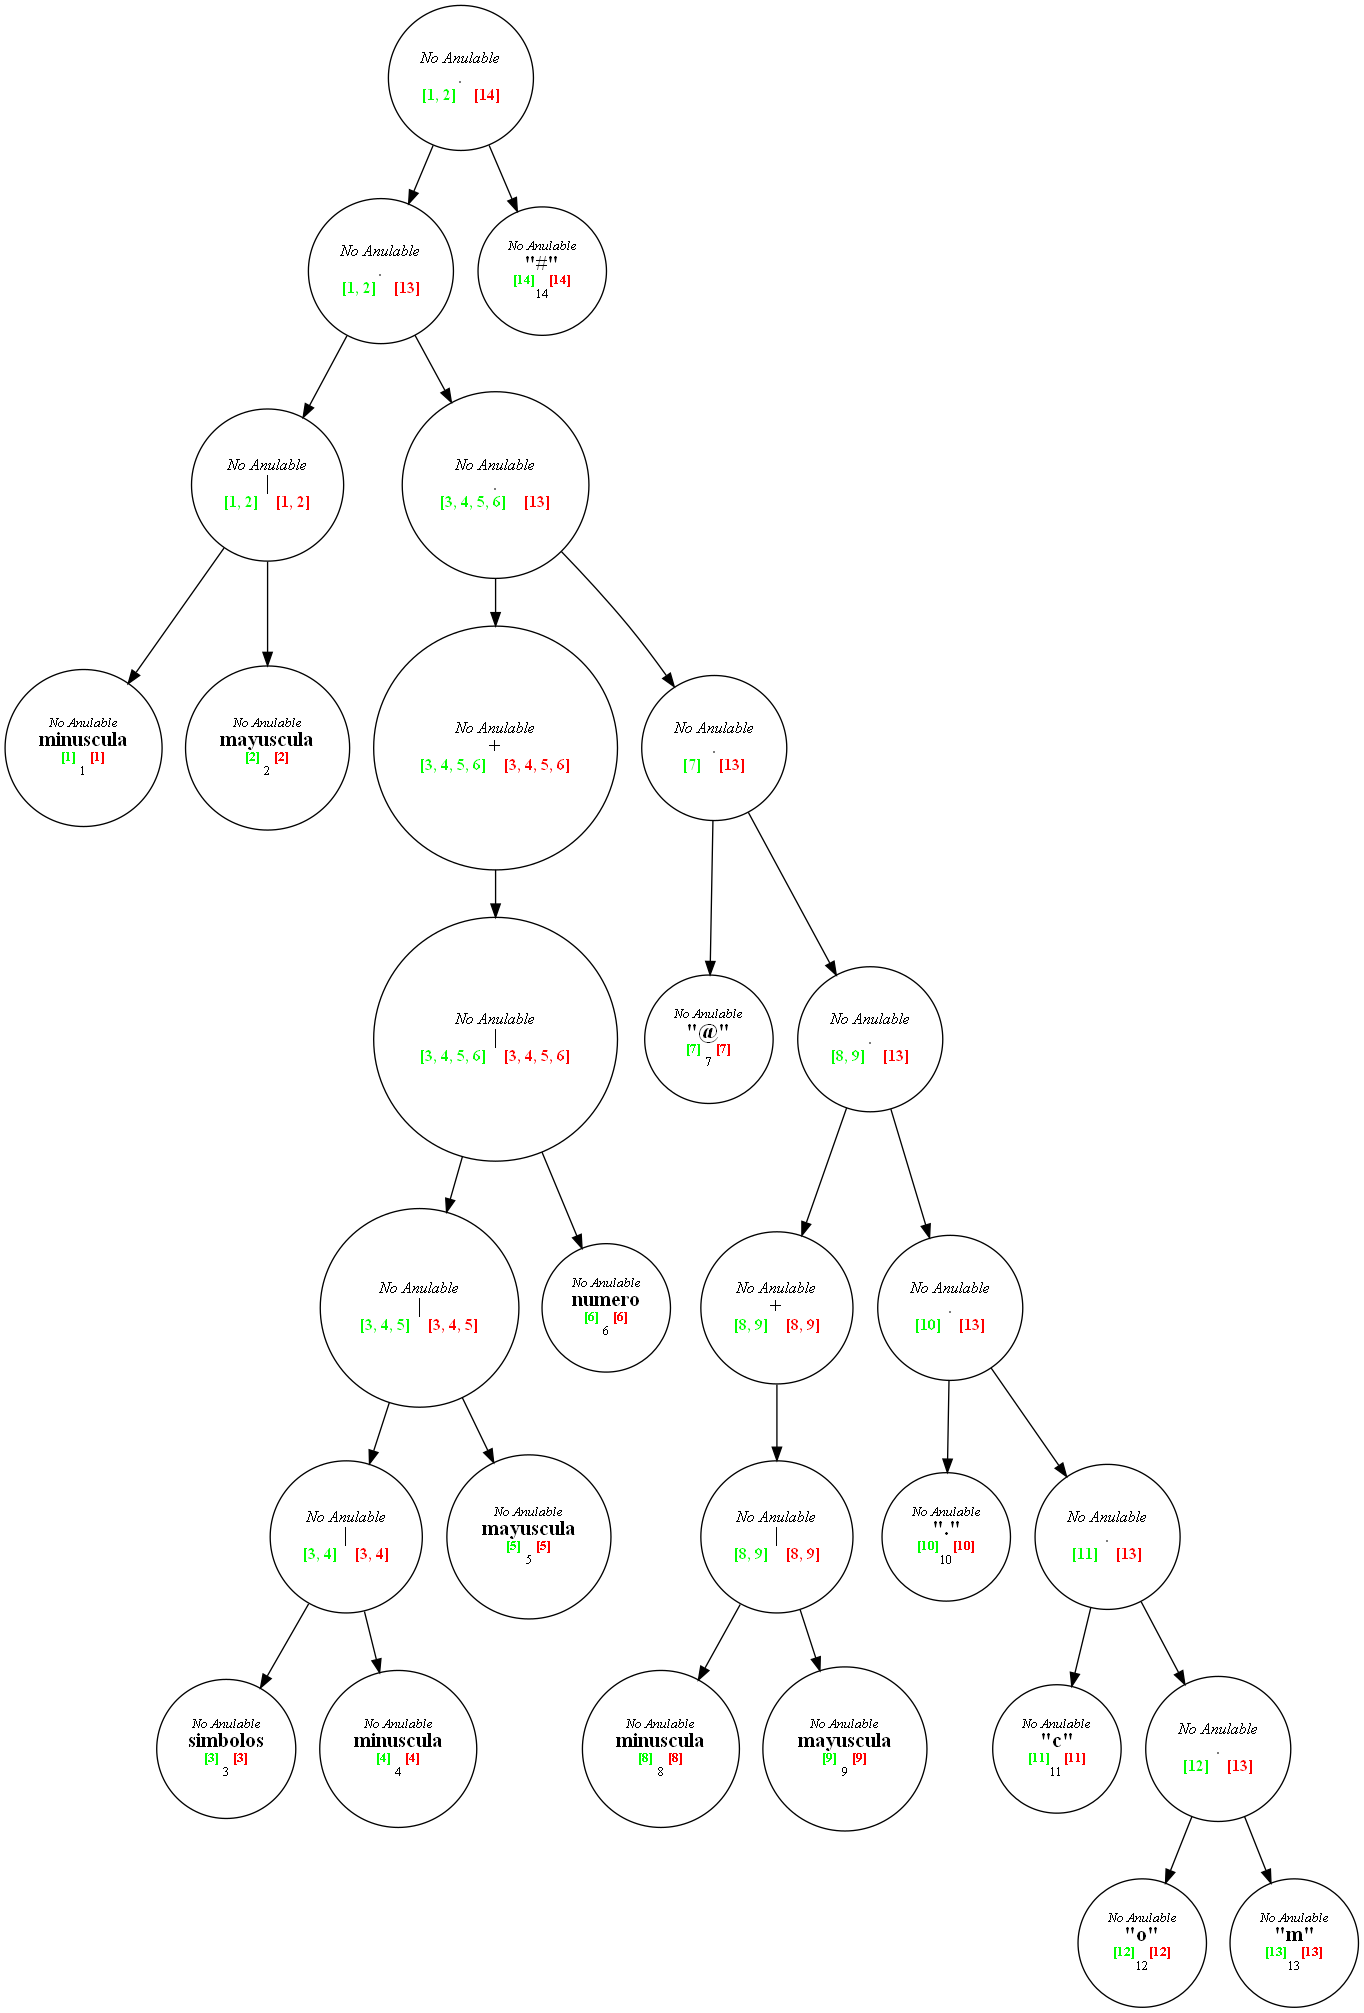 No Anulable
.
[1, 2] [14]
No Anulable
.
[1, 2] [13]
No Anulable
"#"
[14] [14]
14
No Anulable
|
[1, 2] [1, 2]
No Anulable
.
[3, 4, 5, 6] [13]
No Anulable
minuscula
[1] [1]
1
No Anulable
mayuscula
[2] [2]
2
No Anulable
+
[3, 4, 5, 6] [3, 4, 5, 6]
No Anulable
.
[7] [13]
No Anulable
|
[3, 4, 5, 6] [3, 4, 5, 6]
No Anulable
"@"
[7] [7]
7
No Anulable
.
[8, 9] [13]
No Anulable
|
[3, 4, 5] [3, 4, 5]
No Anulable
numero
[6] [6]
6
No Anulable
+
[8, 9] [8, 9]
No Anulable
.
[10] [13]
No Anulable
|
[3, 4] [3, 4]
No Anulable
mayuscula
[5] [5]
5
No Anulable
|
[8, 9] [8, 9]
No Anulable
"."
[10] [10]
10
No Anulable
.
[11] [13]
No Anulable
simbolos
[3] [3]
3
No Anulable
minuscula
[4] [4]
4
No Anulable
minuscula
[8] [8]
8
No Anulable
mayuscula
[9] [9]
9
No Anulable
"c"
[11] [11]
11
No Anulable
.
[12] [13]
No Anulable
"o"
[12] [12]
12
No Anulable
"m"
[13] [13]
13